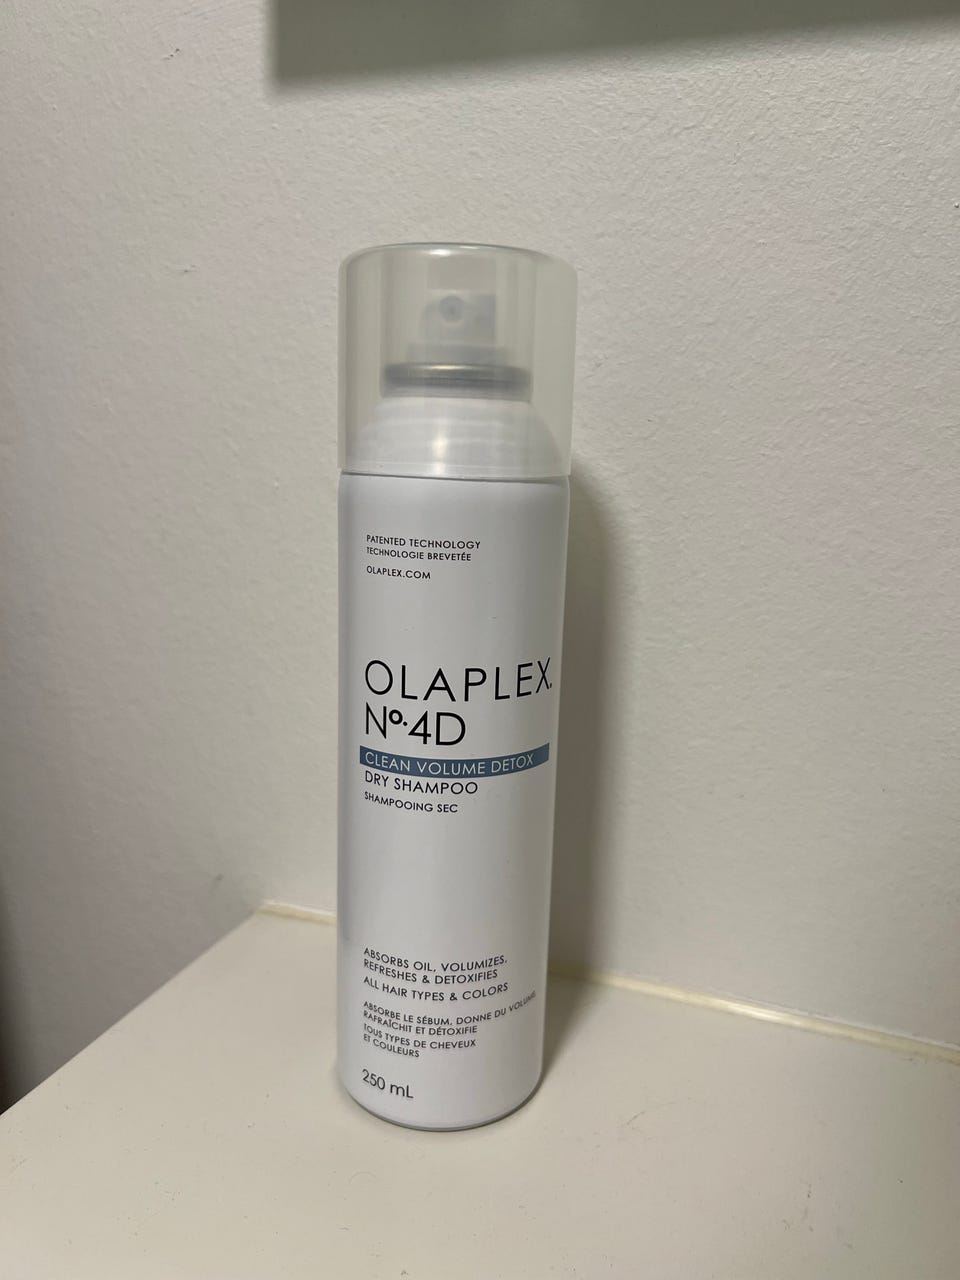 PATENTED TECHNOLOGY
TECHNOLOGIE BREVETÉE
OLAPLEX.COM
OLAPLEX.
Nº.4D
CLEAN VOLUME DETOX
DRY SHAMPOO
SHAMPOOING SEC
ABSORBS OIL, VOLUMIZES,
REFRESHES & DETOXIFIES
ALL HAIR TYPES & COLORS
ABSORBE LE SÉBUM, DONNE DU VOLUME,
RAFRAÎCHIT ET DÉTOXIFIE
TOUS TYPES DE CHEVEUX
ET COULEURS
250 mL